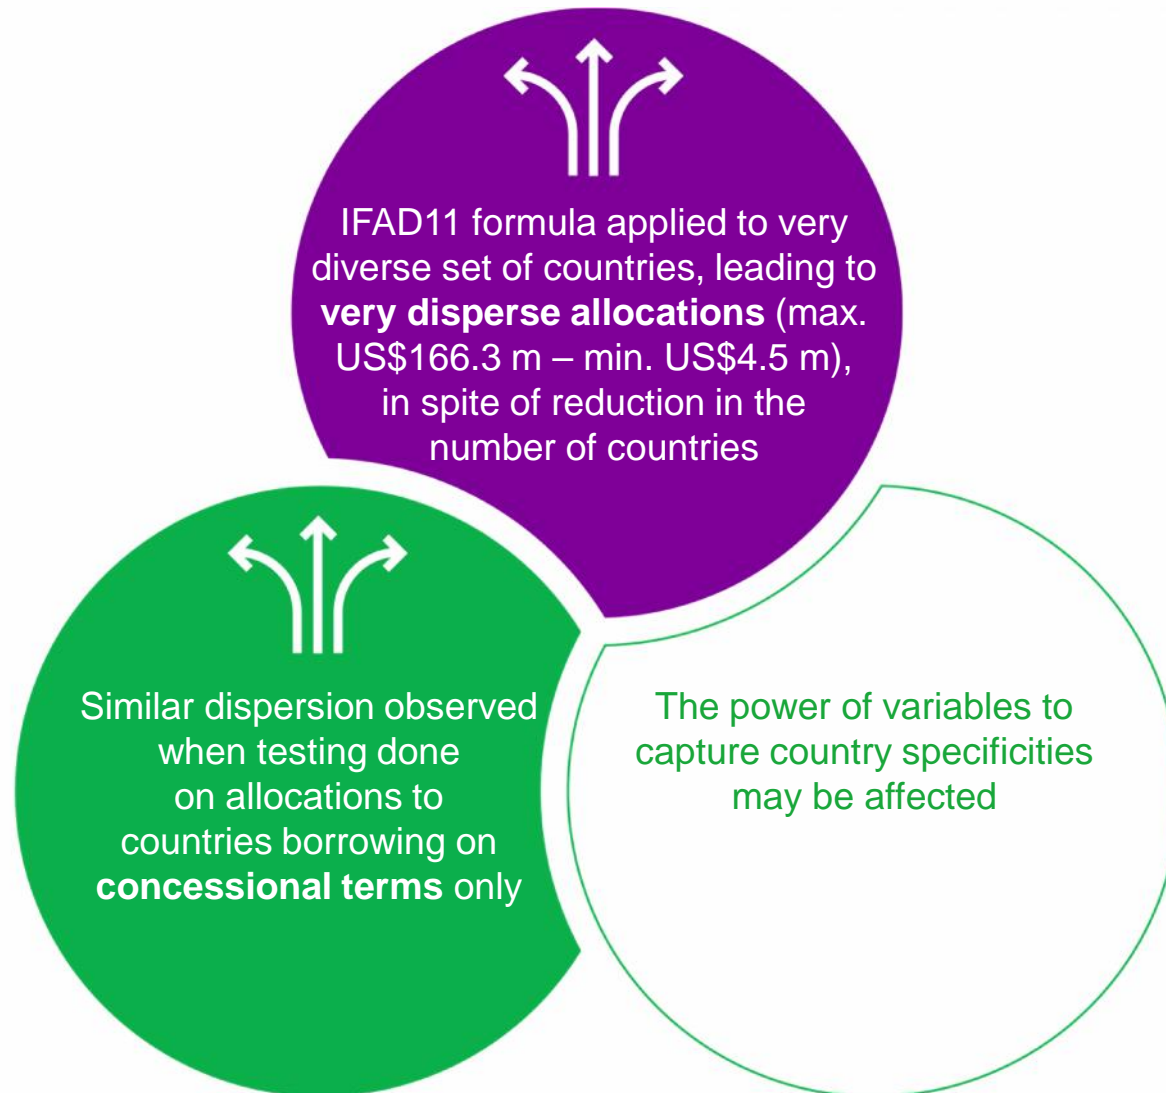 IFAD11 formula applied to very
diverse set of countries, leading to
very disperse allocations (max.
US$166.3 m – min. US$4.5 m),
in spite of reduction in the
number of countries
Similar dispersion observed
when testing done
on allocations to
countries borrowing on
concessional terms only
The power of variables to
capture country specificities
may be affected